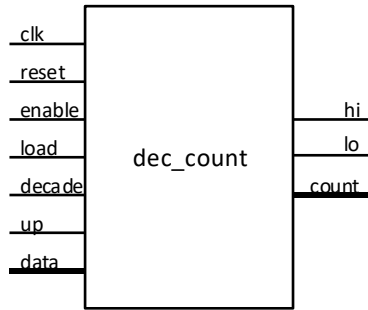 clk
reset
enable
load
decade
up
data
dec_count
hi
lo
count